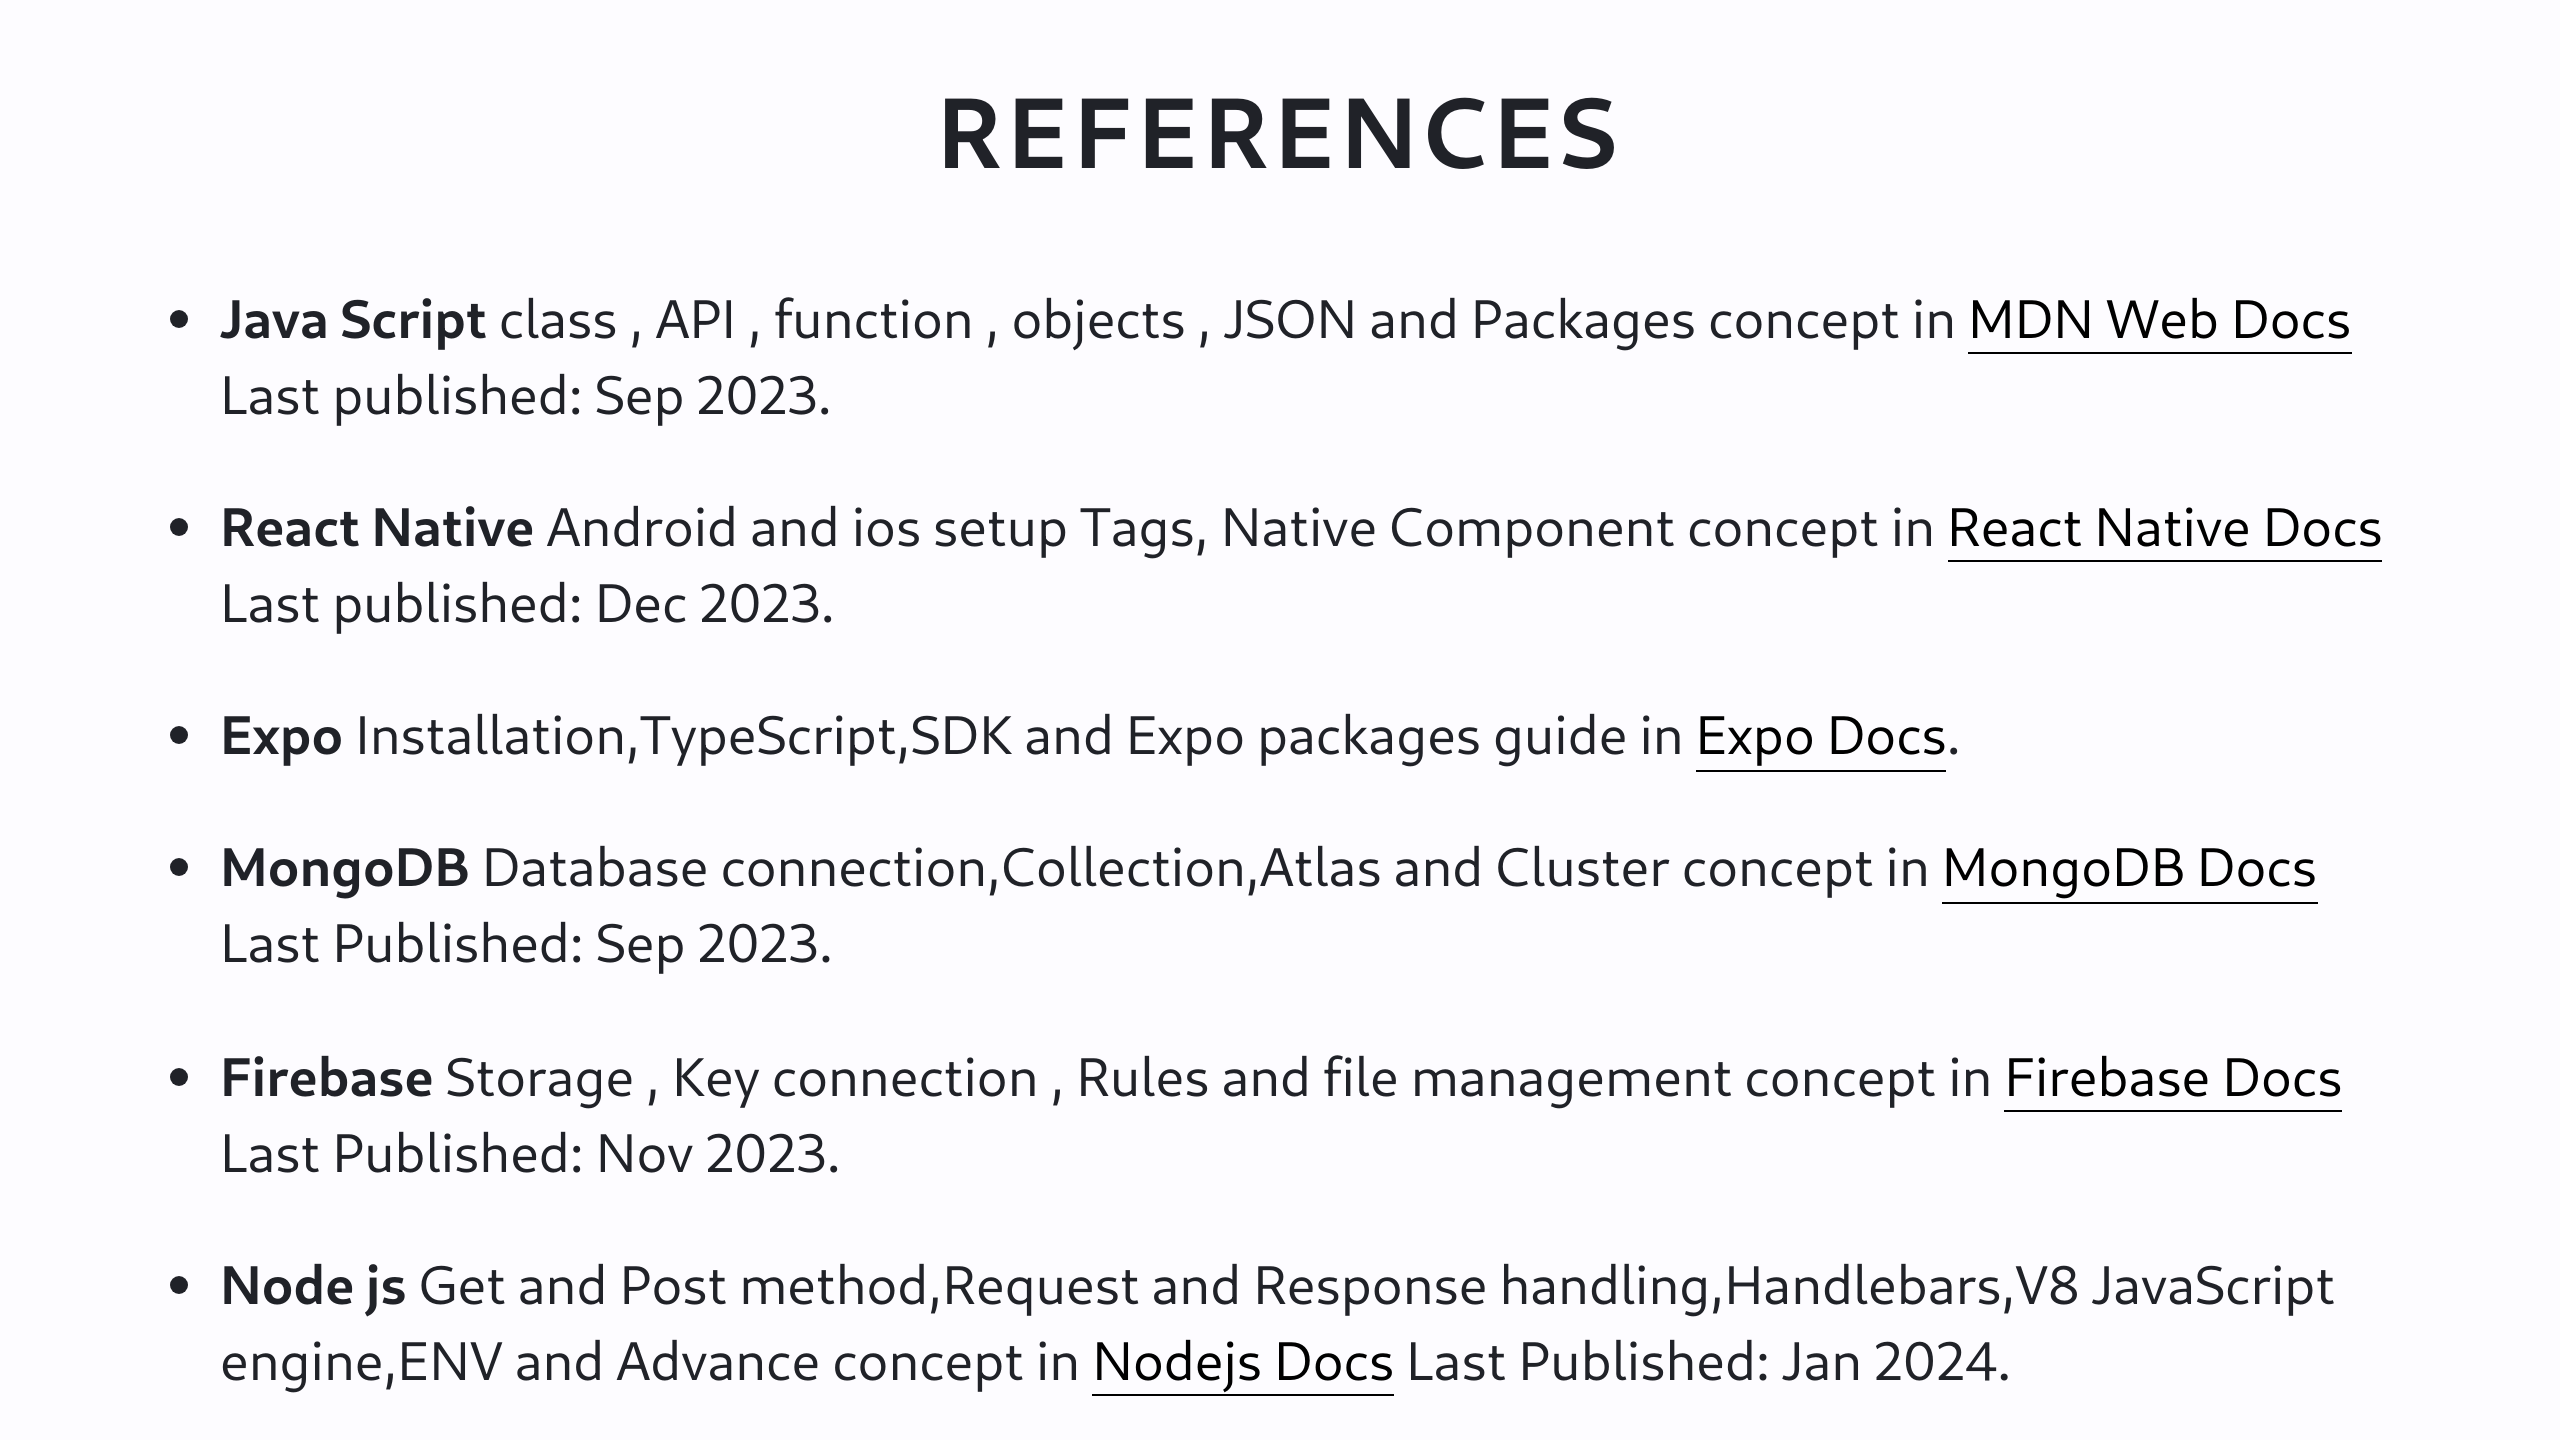 REFERENCES
• Java Script class , API , function , objects , JSON and Packages concept in MDN Web Docs
Last published: Sep 2023.
• React Native Android and ios setup Tags, Native Component concept in React Native Docs
Last published: Dec 2023.
• Expo Installation,TypeScript,SDK and Expo packages guide in Expo Docs.
• MongoDB Database connection,Collection,Atlas and Cluster concept in MongoDB Docs
Last Published: Sep 2023.
• Firebase Storage , Key connection , Rules and file management concept in Firebase Docs
Last Published: Nov 2023.
• Node js Get and Post method,Request and Response handling,Handlebars,V8 JavaScript
engine,ENV and Advance concept in Nodejs Docs Last Published: Jan 2024.